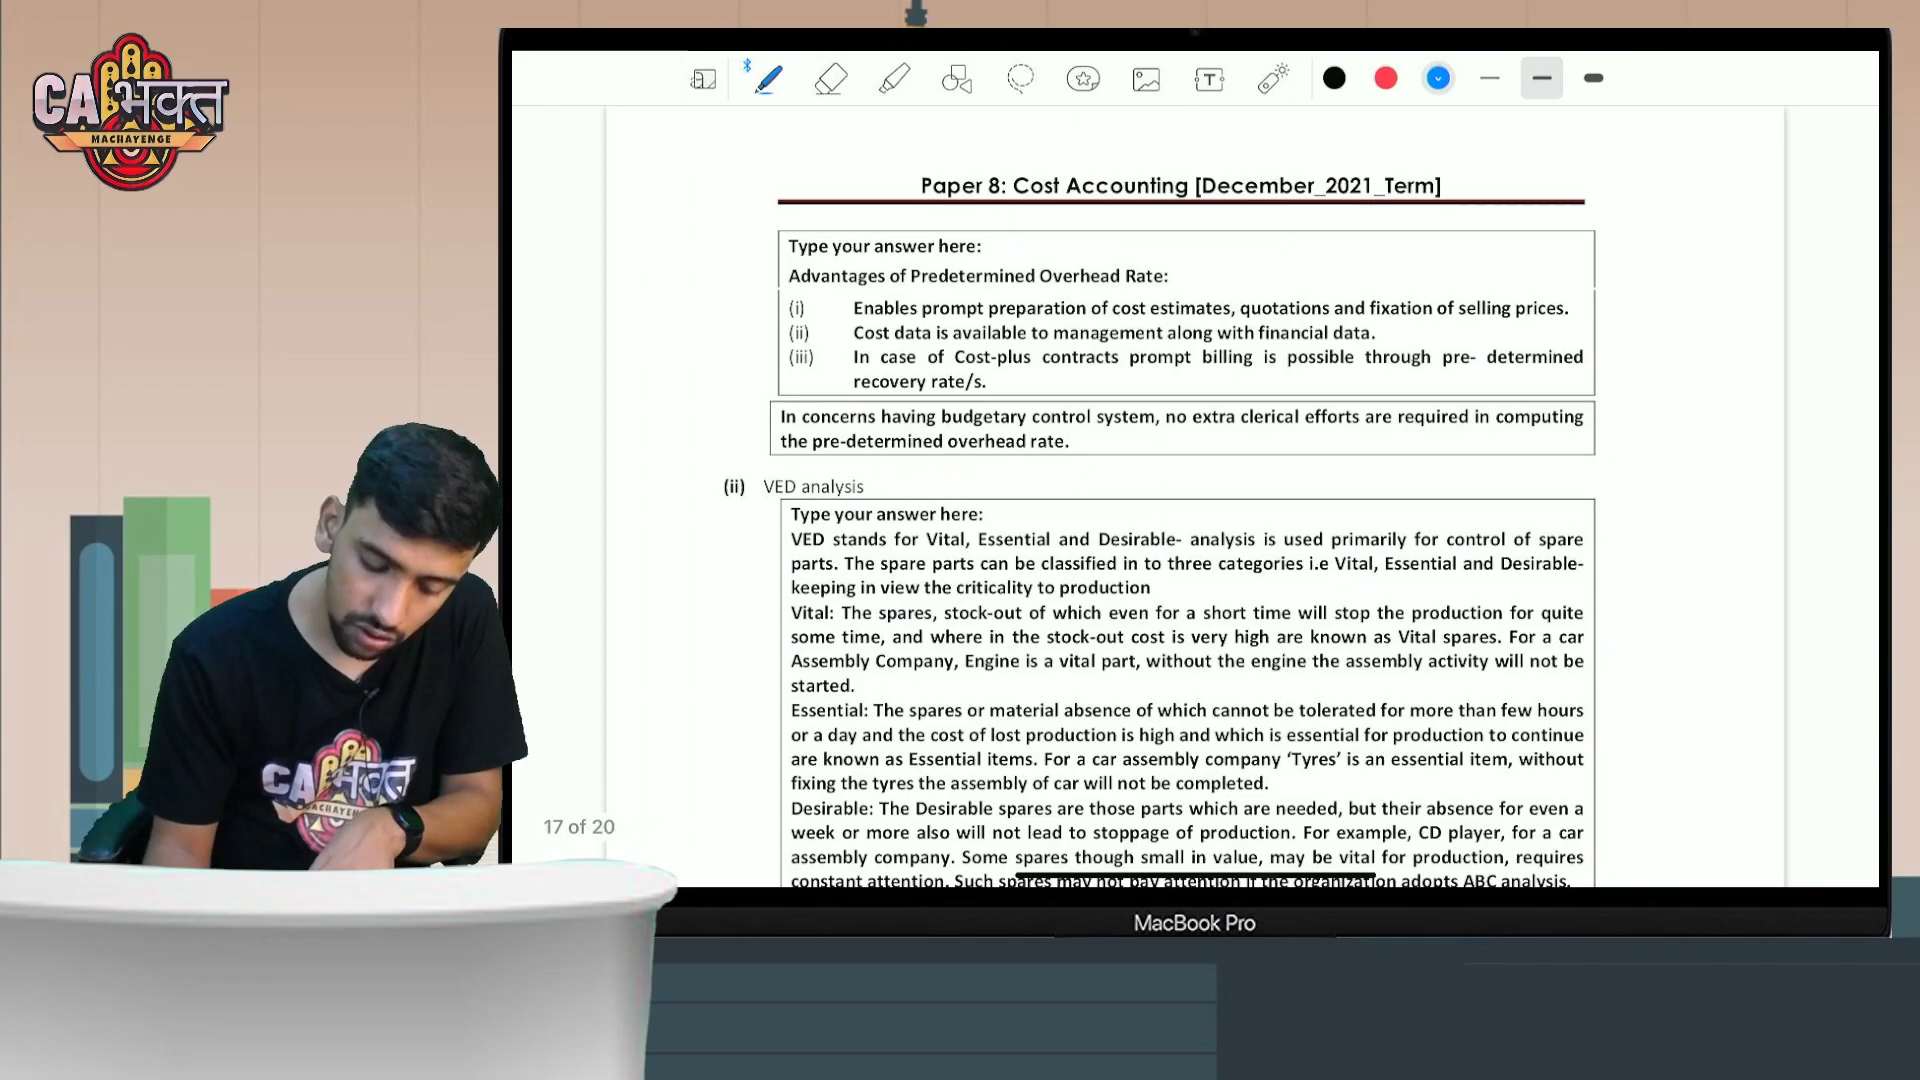 CA भक्त
MACHAYENGE
Paper 8: Cost Accounting [December_2021_Term]
Type your answer here:
Advantages of Predetermined Overhead Rate:
(i) Enables prompt preparation of cost estimates, quotations and fixation of selling prices.
(ii) Cost data is available to management along with financial data.
(iii) In case of Cost-plus contracts prompt billing is possible through pre- determined
recovery rate/s.
In concerns having budgetary control system, no extra clerical efforts are required in computing
the pre-determined overhead rate.
(ii) VED analysis
Type your answer here:
VED stands for Vital, Essential and Desirable- analysis is used primarily for control of spare
parts. The spare parts can be classified in to three categories i.e Vital, Essential and Desirable-
keeping in view the criticality to production
Vital: The spares, stock-out of which even for a short time will stop the production for quite
some time, and where in the stock-out cost is very high are known as Vital spares. For a car
Assembly Company, Engine is a vital part, without the engine the assembly activity will not be
started.
Essential: The spares or material absence of which cannot be tolerated for more than few hours
or a day and the cost of lost production is high and which is essential for production to continue
are known as Essential items. For a car assembly company ‘Tyres’ is an essential item, without
fixing the tyres the assembly of car will not be completed.
Desirable: The Desirable spares are those parts which are needed, but their absence for even a
week or more also will not lead to stoppage of production. For example, CD player, for a car
assembly company. Some spares though small in value, may be vital for production, requires
constant attention. Such spares may not pay attention if the organization adopts ABC analysis.
17 of 20
CA भक्त
MACHAYENGE
MacBook Pro